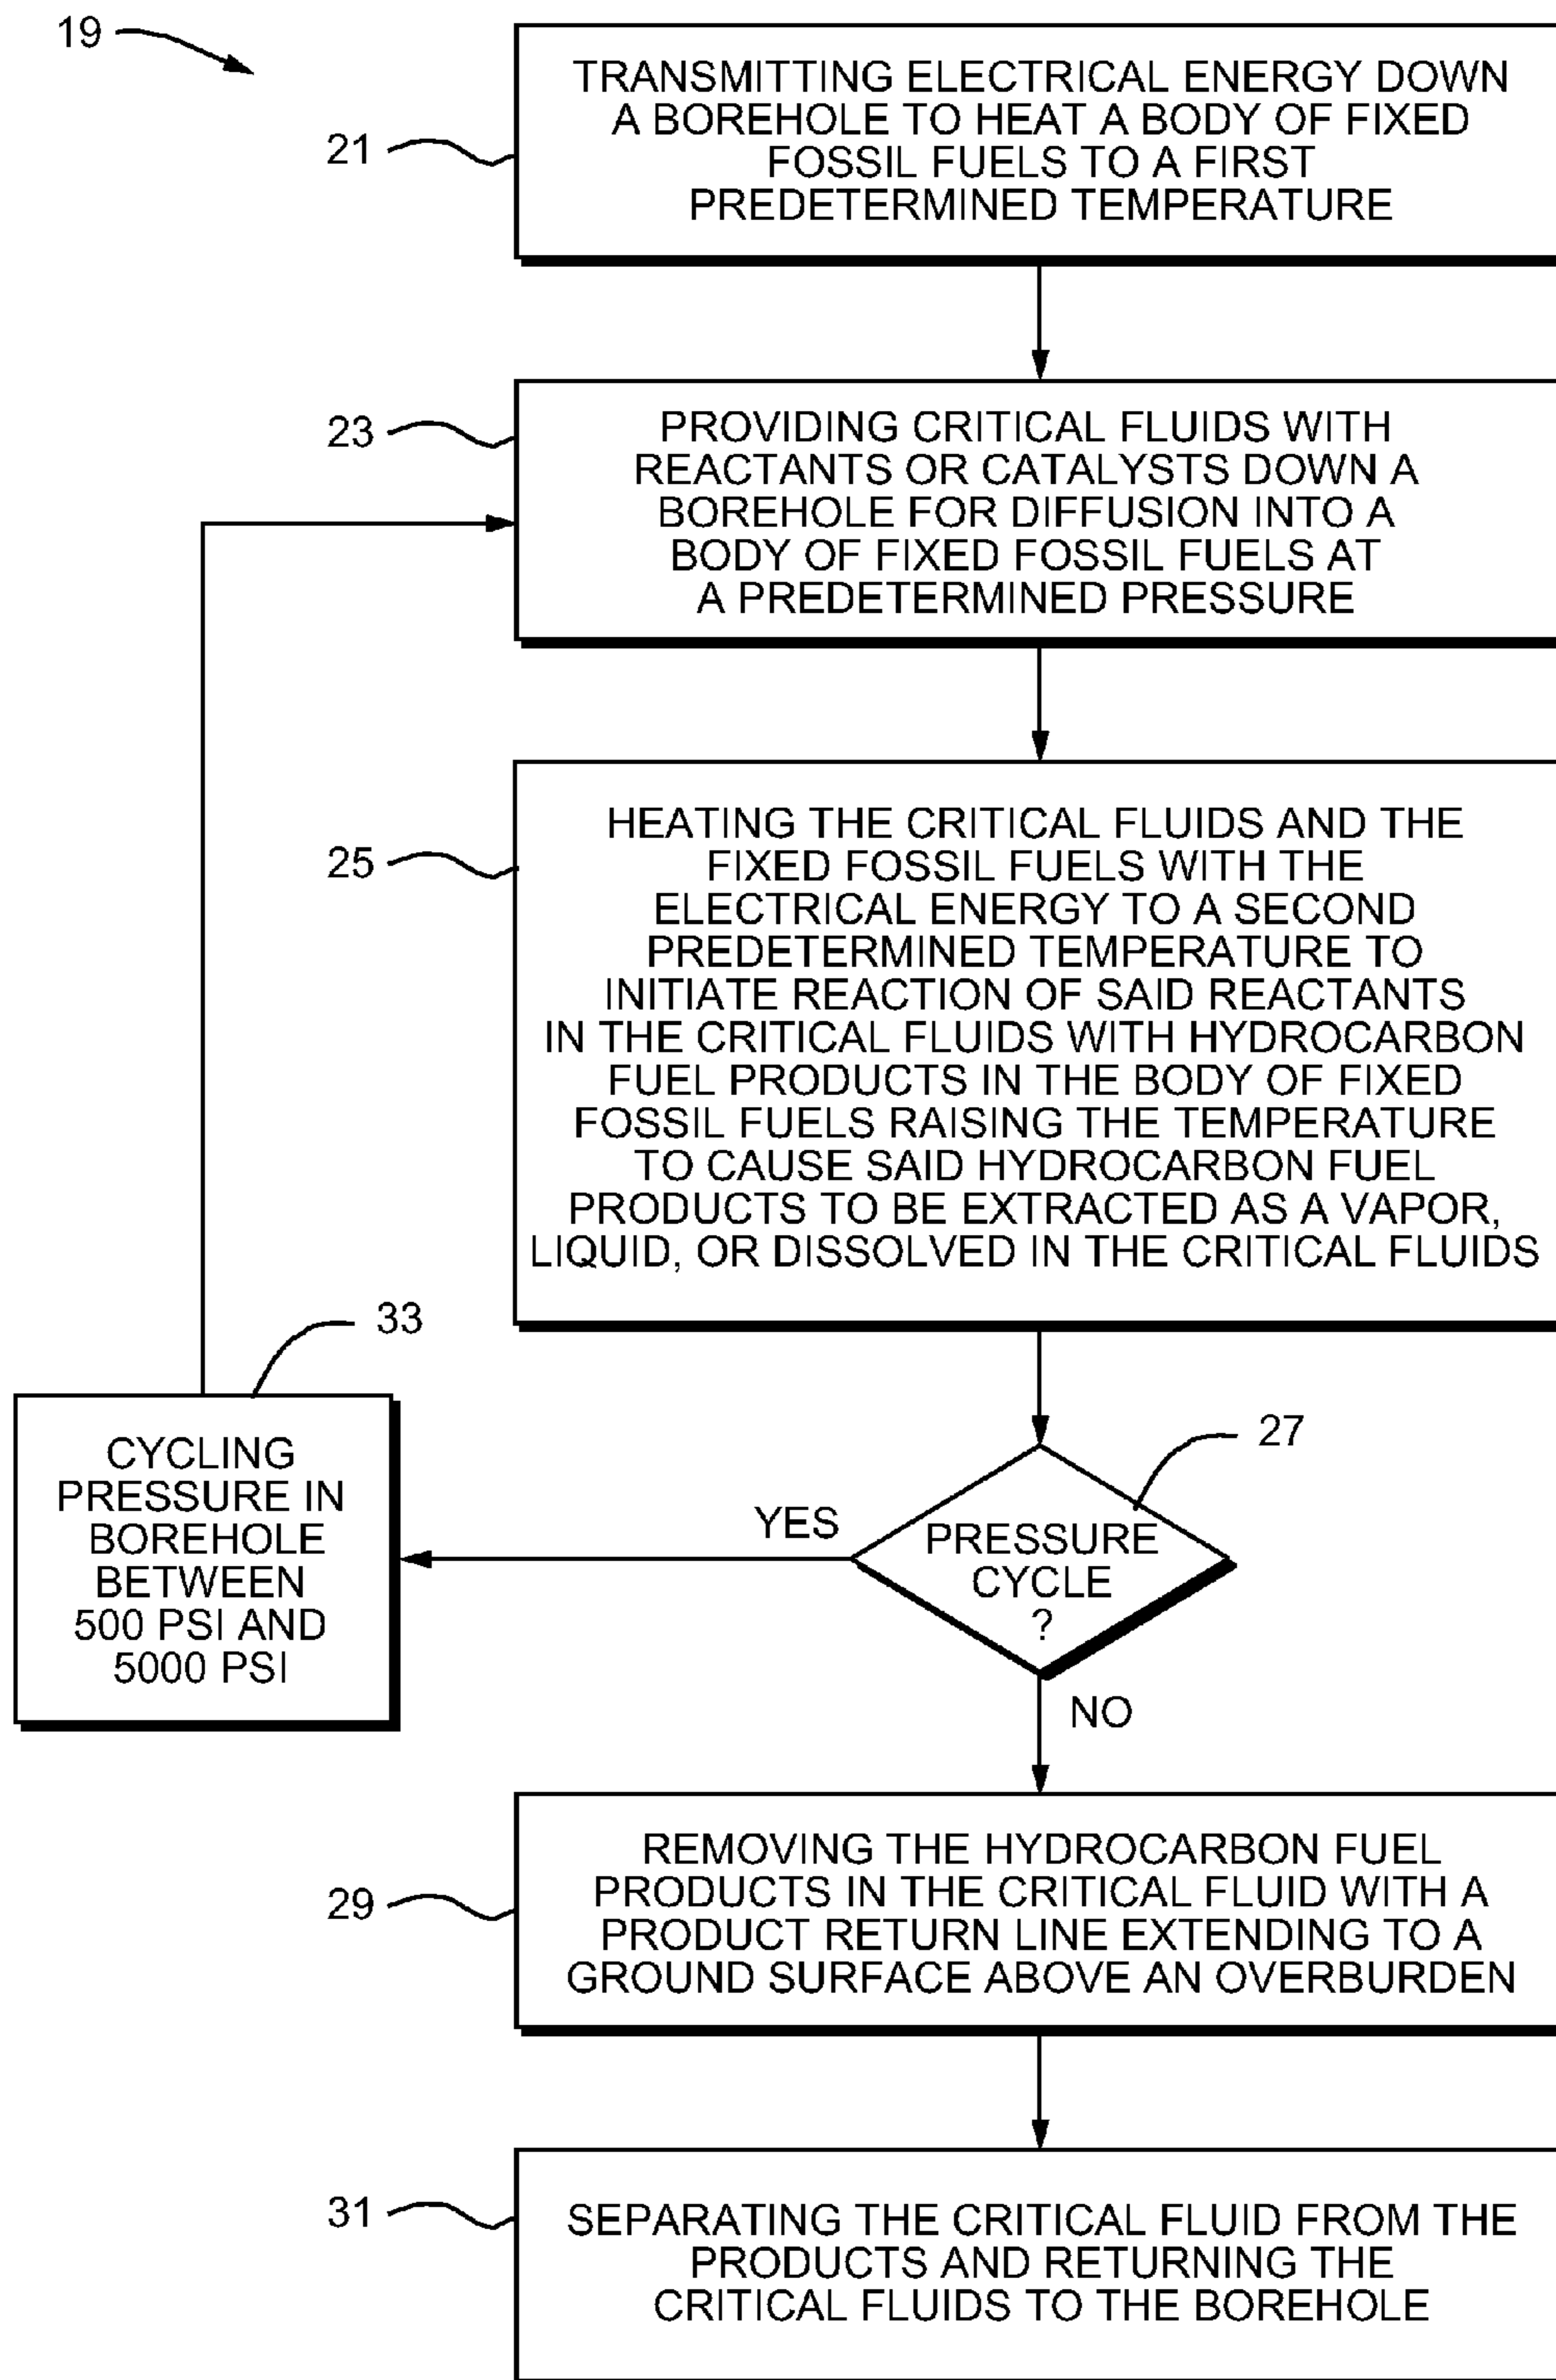 19
21
TRANSMITTING ELECTRICAL ENERGY DOWN
A BOREHOLE TO HEAT A BODY OF FIXED
FOSSIL FUELS TO A FIRST
PREDETERMINED TEMPERATURE
23
PROVIDING CRITICAL FLUIDS WITH
REACTANTS OR CATALYSTS DOWN A
BOREHOLE FOR DIFFUSION INTO A
BODY OF FIXED FOSSIL FUELS AT
A PREDETERMINED PRESSURE
25
HEATING THE CRITICAL FLUIDS AND THE
FIXED FOSSIL FUELS WITH THE
ELECTRICAL ENERGY TO A SECOND
PREDETERMINED TEMPERATURE TO
INITIATE REACTION OF SAID REACTANTS
IN THE CRITICAL FLUIDS WITH HYDROCARBON
FUEL PRODUCTS IN THE BODY OF FIXED
FOSSIL FUELS RAISING THE TEMPERATURE
TO CAUSE SAID HYDROCARBON FUEL
PRODUCTS TO BE EXTRACTED AS A VAPOR,
LIQUID, OR DISSOLVED IN THE CRITICAL FLUIDS
33
CYCLING
PRESSURE IN
BOREHOLE
BETWEEN
500 PSI AND
5000 PSI
27
YES
PRESSURE
CYCLE
?
NO
29
REMOVING THE HYDROCARBON FUEL
PRODUCTS IN THE CRITICAL FLUID WITH A
PRODUCT RETURN LINE EXTENDING TO A
GROUND SURFACE ABOVE AN OVERBURDEN
31
SEPARATING THE CRITICAL FLUID FROM THE
PRODUCTS AND RETURNING THE
CRITICAL FLUIDS TO THE BOREHOLE